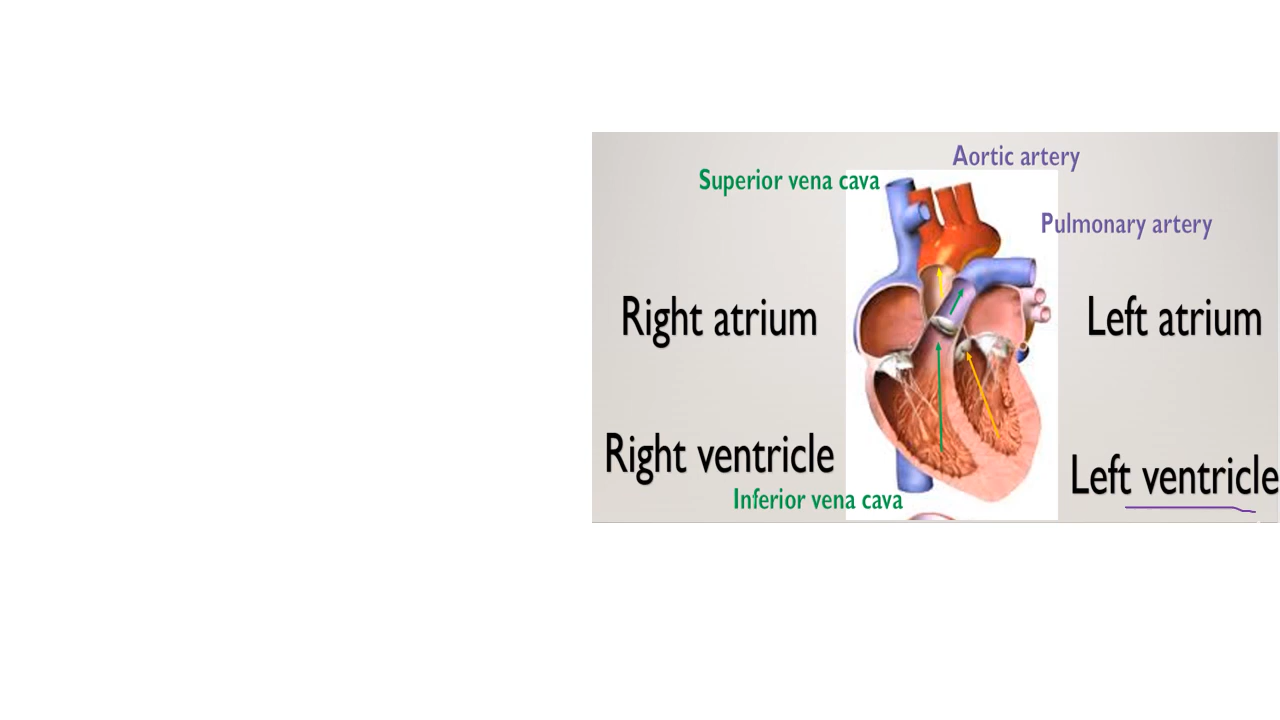 Aortic artery
Superior vena cava
Pulmonary artery
Right atrium
Left atrium
Right ventricle
Left ventricle
Inferior vena cava